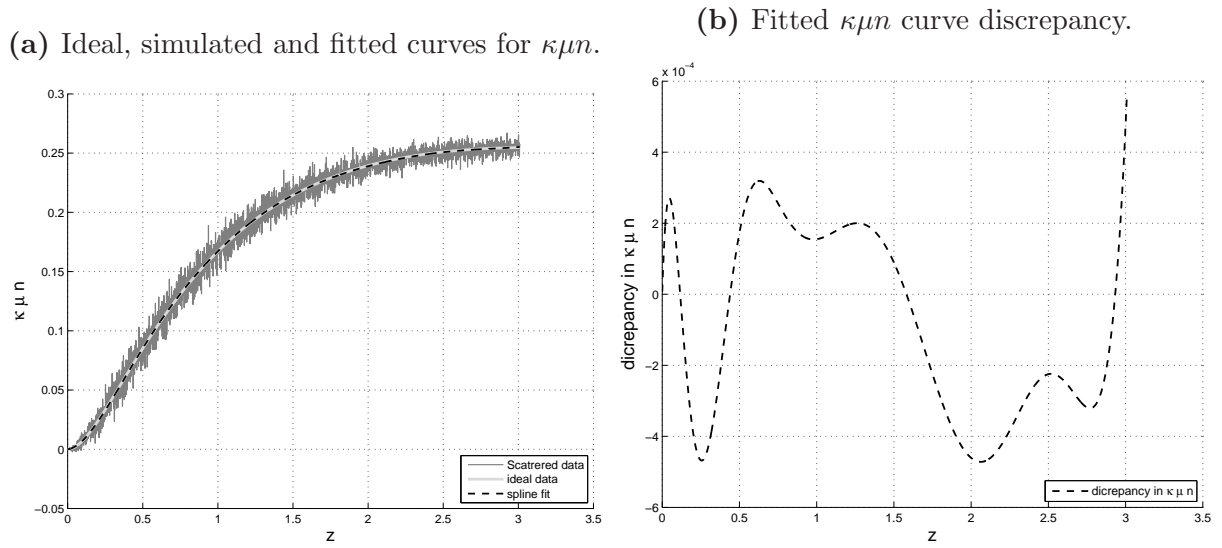 (a) Ideal, simulated and fitted curves for κμn.
0.3
0.25
0.2
0.15
0.1
0.05
0
−0.05
κ μ n
0 0.5 1 1.5 2 2.5 3 3.5
z
Scatrered data
ideal data
spline fit
(b) Fitted κμn curve discrepancy.
x 10⁻⁴
6
4
2
0
−2
−4
−6
dicrepancy in κ μ n
0 0.5 1 1.5 2 2.5 3 3.5
z
dicrepancy in κ μ n